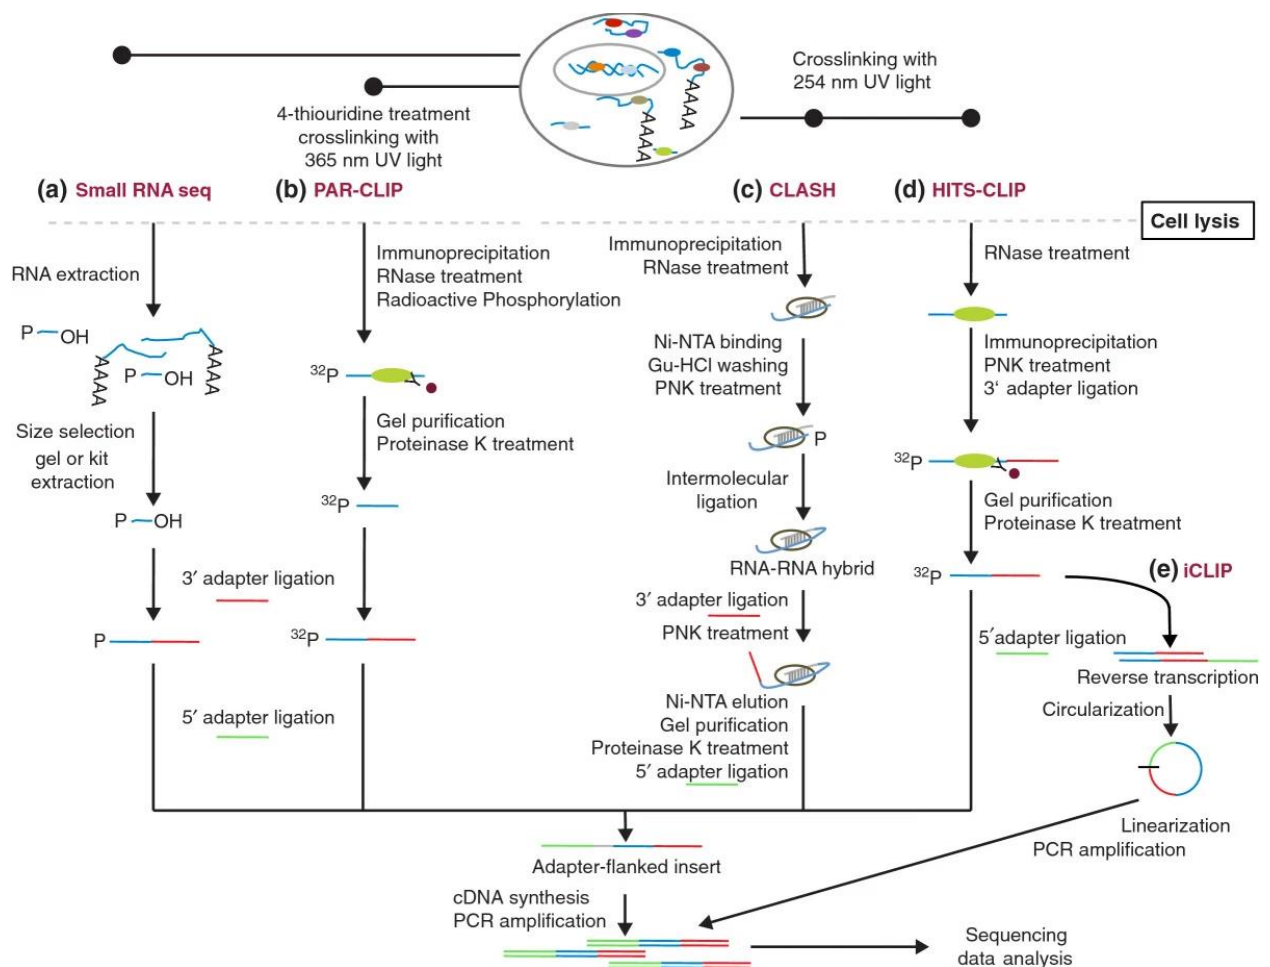 Crosslinking with
254 nm UV light
4-thiouridine treatment
crosslinking with
365 nm UV light
AAAA
AAAA
(a) Small RNA seq
(b) PAR-CLIP
(c) CLASH
(d) HITS-CLIP
Cell lysis
RNA extraction
P OH
AAAA
P OH
AAAA
Size selection
gel or kit
extraction
P OH
3′ adapter ligation
P
5′ adapter ligation
Immunoprecipitation
RNase treatment
Radioactive Phosphorylation
32P
Gel purification
Proteinase K treatment
32P
32P
Immunoprecipitation
RNase treatment
Ni-NTA binding
Gu-HCl washing
PNK treatment
P
Intermolecular
ligation
RNA-RNA hybrid
3′ adapter ligation
PNK treatment
Ni-NTA elution
Gel purification
Proteinase K treatment
5′ adapter ligation
RNase treatment
Immunoprecipitation
PNK treatment
3‘ adapter ligation
32P
Gel purification
Proteinase K treatment
32P
(e) iCLIP
5′adapter ligation
Reverse transcription
Circularization
Linearization
PCR amplification
Adapter-flanked insert
cDNA synthesis
PCR amplification
Sequencing
data analysis